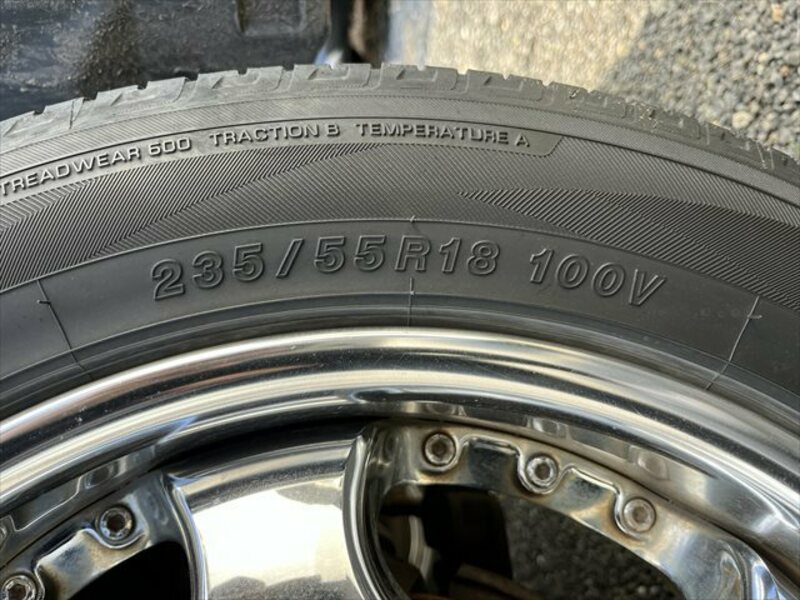 TREADWEAR 600 TRACTION B TEMPERATURE A
235/55R18 100V